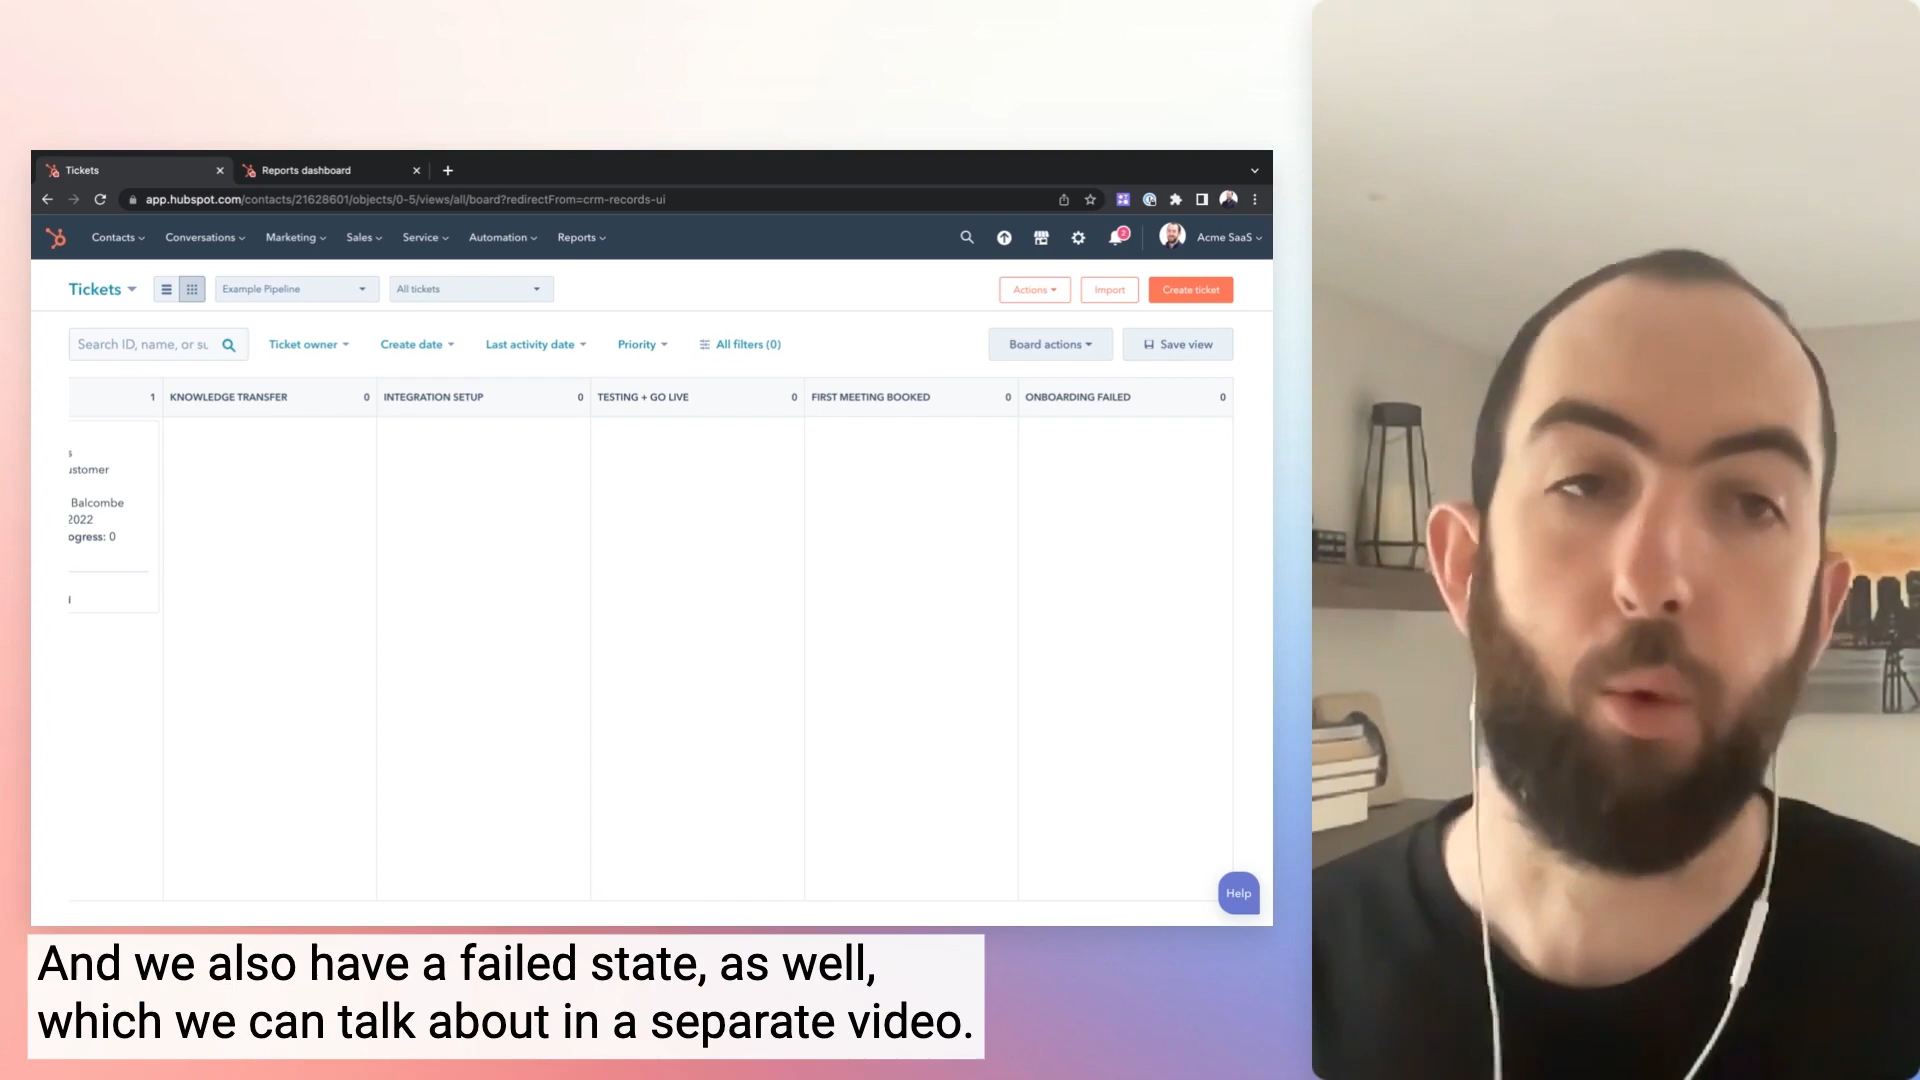 Tickets
Reports dashboard
app.hubspot.com/contacts/21628601/objects/0-5/views/all/board?redirectFrom=crm-records-ui
Contacts Conversations Marketing Sales Service Automation Reports 2 Acme SaaS
Tickets Example Pipeline All tickets Actions Import Create ticket
Search ID, name, or su Ticket owner Create date Last activity date Priority All filters (0) Board actions Save view
1 KNOWLEDGE TRANSFER 0 INTEGRATION SETUP 0 TESTING + GO LIVE 0 FIRST MEETING BOOKED 0 ONBOARDING FAILED 0
s
ustomer
Balcombe
2022
ogress: 0
Help
And we also have a failed state, as well,
which we can talk about in a separate video.